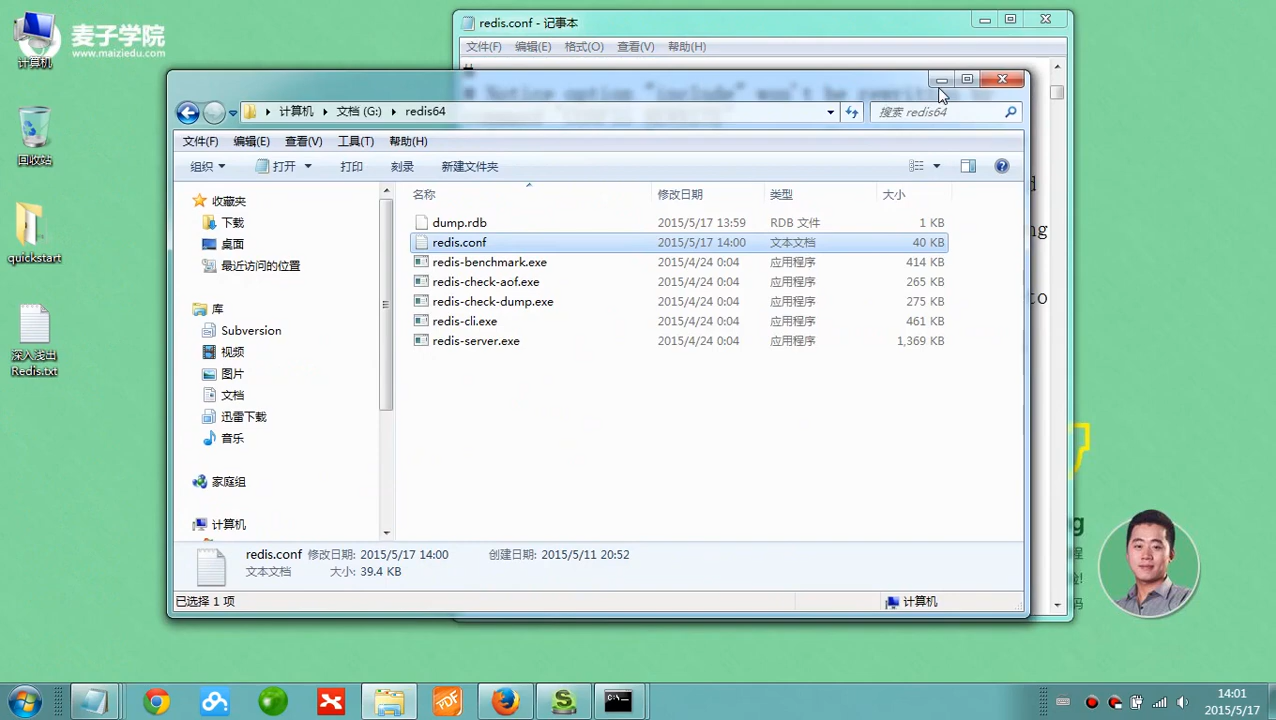 麦子学院
www.maiziedu.com
计算机
回收站
quickstart
深入浅出
Redis.txt
redis.conf - 记事本
文件(F) 编辑(E) 格式(O) 查看(V) 帮助(H)
计算机 文档 (G:) redis64
搜索 redis64
文件(F) 编辑(E) 查看(V) 工具(T) 帮助(H)
组织 打开 打印 刻录 新建文件夹
收藏夹
下载
桌面
最近访问的位置
库
Subversion
视频
图片
文档
迅雷下载
音乐
家庭组
计算机
名称 修改日期 类型 大小
dump.rdb 2015/5/17 13:59 RDB 文件 1 KB
redis.conf 2015/5/17 14:00 文本文档 40 KB
redis-benchmark.exe 2015/4/24 0:04 应用程序 414 KB
redis-check-aof.exe 2015/4/24 0:04 应用程序 265 KB
redis-check-dump.exe 2015/4/24 0:04 应用程序 275 KB
redis-cli.exe 2015/4/24 0:04 应用程序 461 KB
redis-server.exe 2015/4/24 0:04 应用程序 1,369 KB
redis.conf 修改日期: 2015/5/17 14:00 创建日期: 2015/5/11 20:52
文本文档 大小: 39.4 KB
已选择 1 项 计算机
to
14:01
2015/5/17